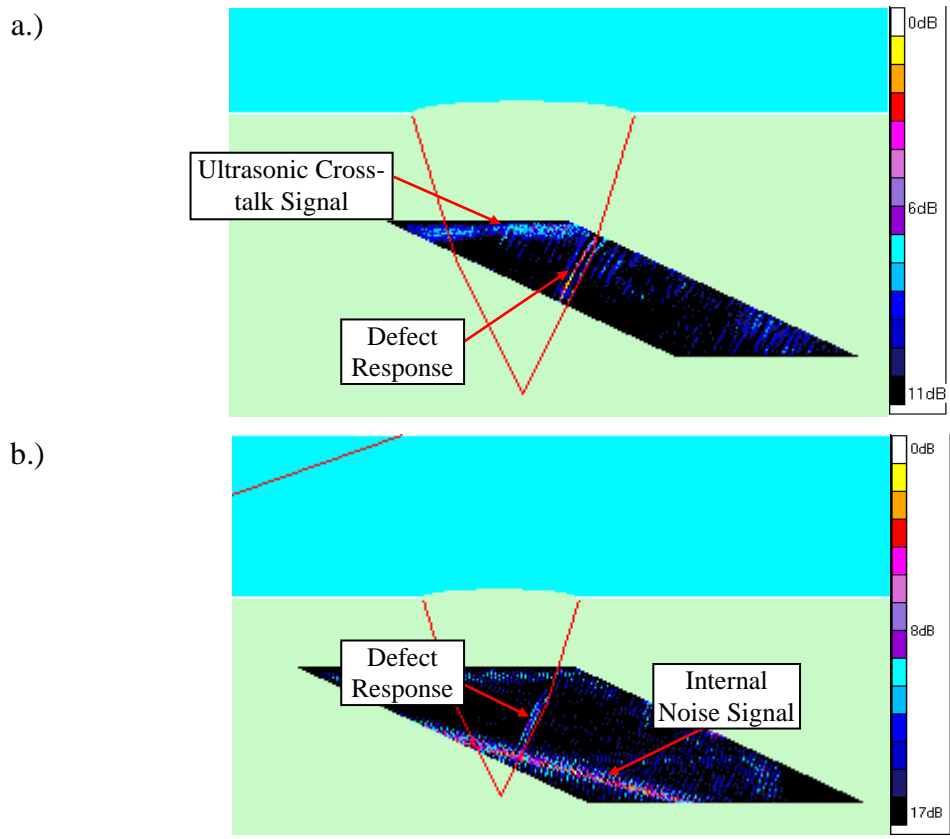 a.)
0dB
Ultrasonic Cross-
talk Signal
6dB
Defect
Response
11dB
b.)
0dB
Defect
Response
8dB
Internal
Noise Signal
17dB